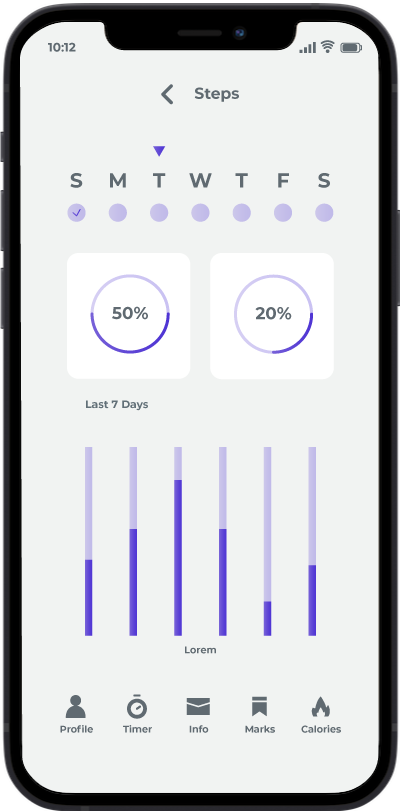 10:12
Steps
S M T W T F S
50% 20%
Last 7 Days
Lorem
Profile Timer Info Marks Calories